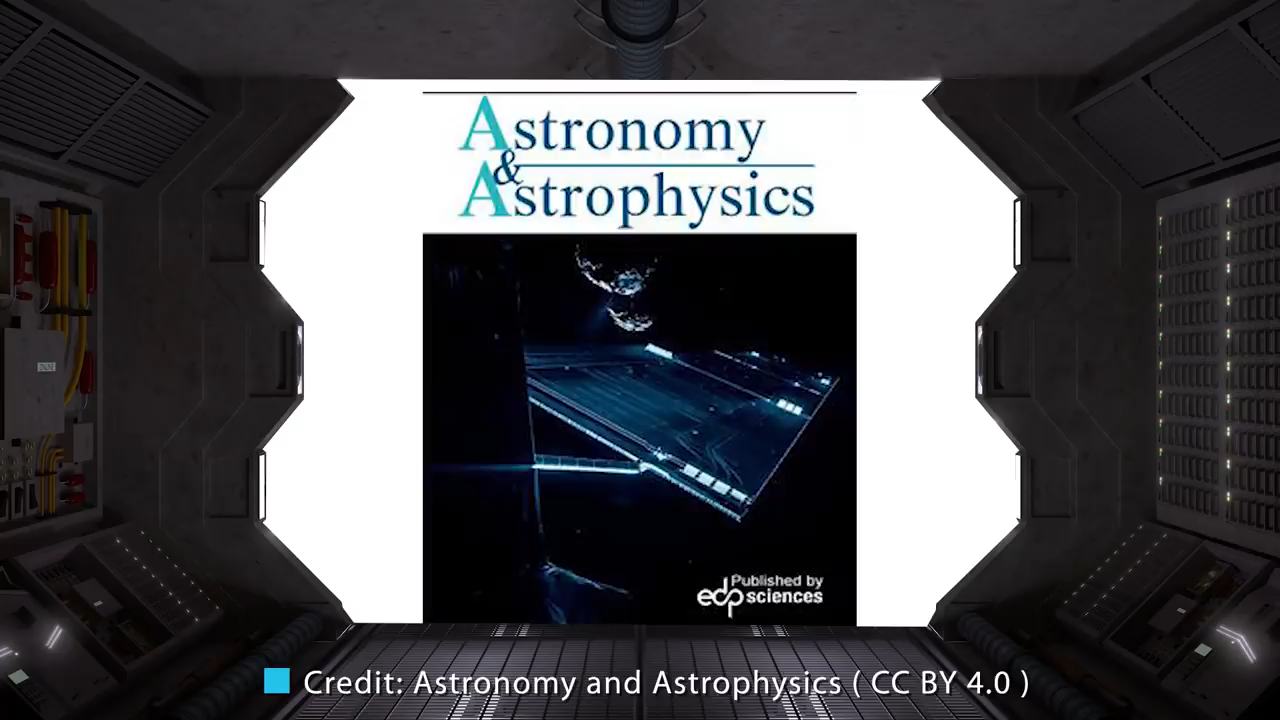 Astronomy
&
Astrophysics
Published by
edp sciences
Credit: Astronomy and Astrophysics ( CC BY 4.0 )